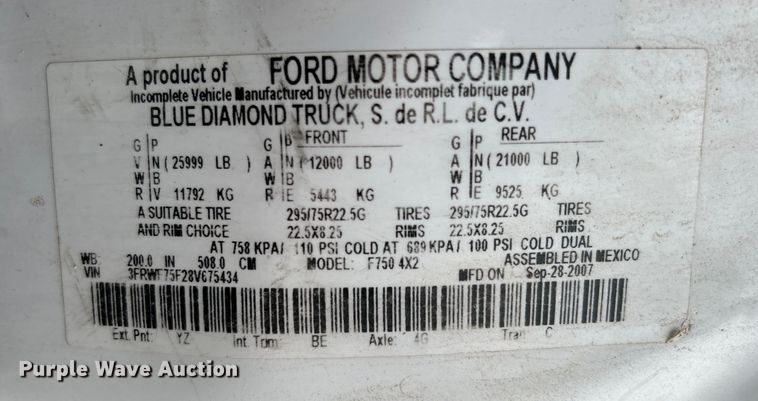 A product of FORD MOTOR COMPANY
Incomplete Vehicle Manufactured by (Vehicule incomplet fabrique par)
BLUE DIAMOND TRUCK, S. de R.L. de C.V.
G P G B FRONT G B REAR
V N (25999 LB) A N (12000 LB) A N (21000 LB)
W B W B W B
R V 11792 KG R E 5443 KG R E 9525 KG
A SUITABLE TIRE 295/75R22.5G TIRES 295/75R22.5G TIRES
AND RIM CHOICE 22.5X8.25 RIMS 22.5X8.25 RIMS
AT 758 KPA/ 110 PSI COLD AT 689 KPA/ 100 PSI COLD DUAL
WB: 200.0 IN 508.0 CM MODEL: F750 4X2 ASSEMBLED IN MEXICO
VIN 3FRWF75F28V675434 MFD ON Sep-28-2007
Ext. Pnt: YZ Int. Trim: BE Axle: 4G Tran: C
Purple Wave Auction